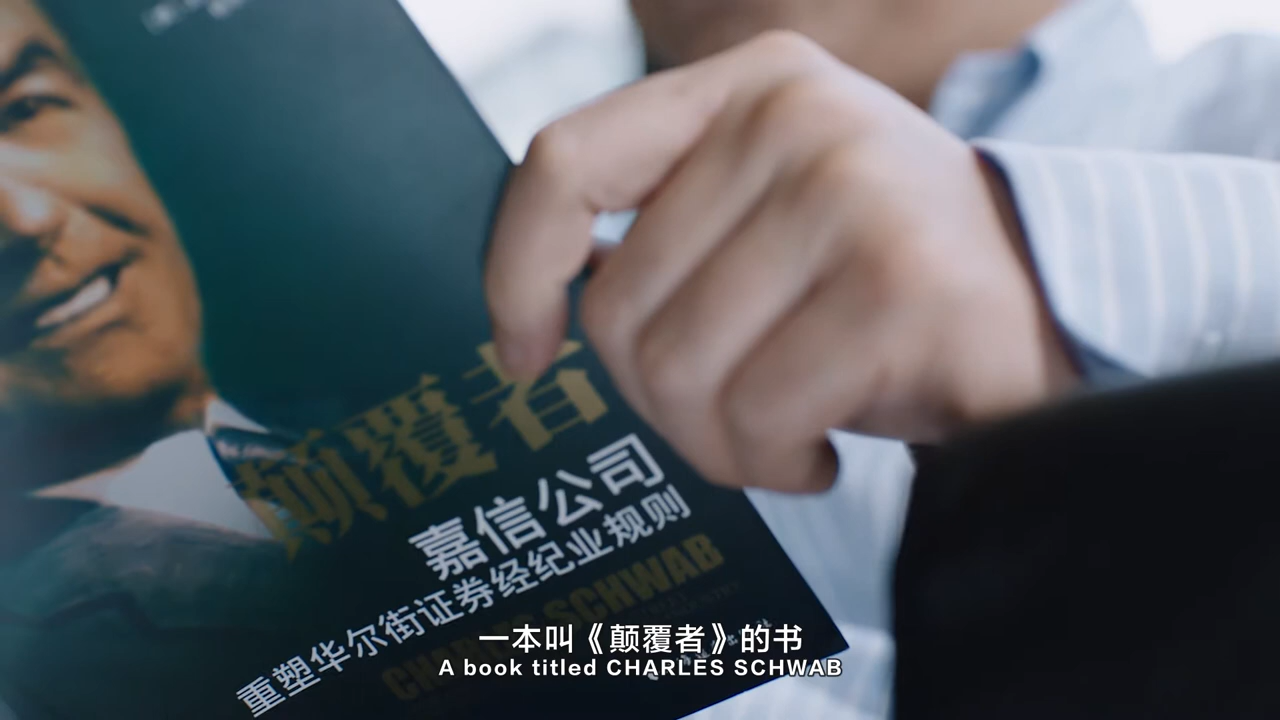 颠覆者
嘉信公司
重塑华尔街证券经纪业规则
CHARLES SCHWAB
一本叫《颠覆者》的书
A book titled CHARLES SCHWAB